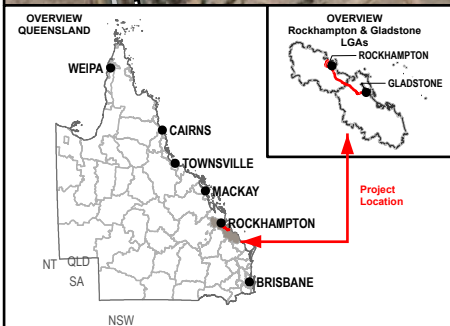 OVERVIEW
QUEENSLAND
WEIPA
CAIRNS
TOWNSVILLE
MACKAY
ROCKHAMPTON
BRISBANE
NT
QLD
SA
NSW
OVERVIEW
Rockhampton & Gladstone
LGAs
ROCKHAMPTON
GLADSTONE
Project
Location